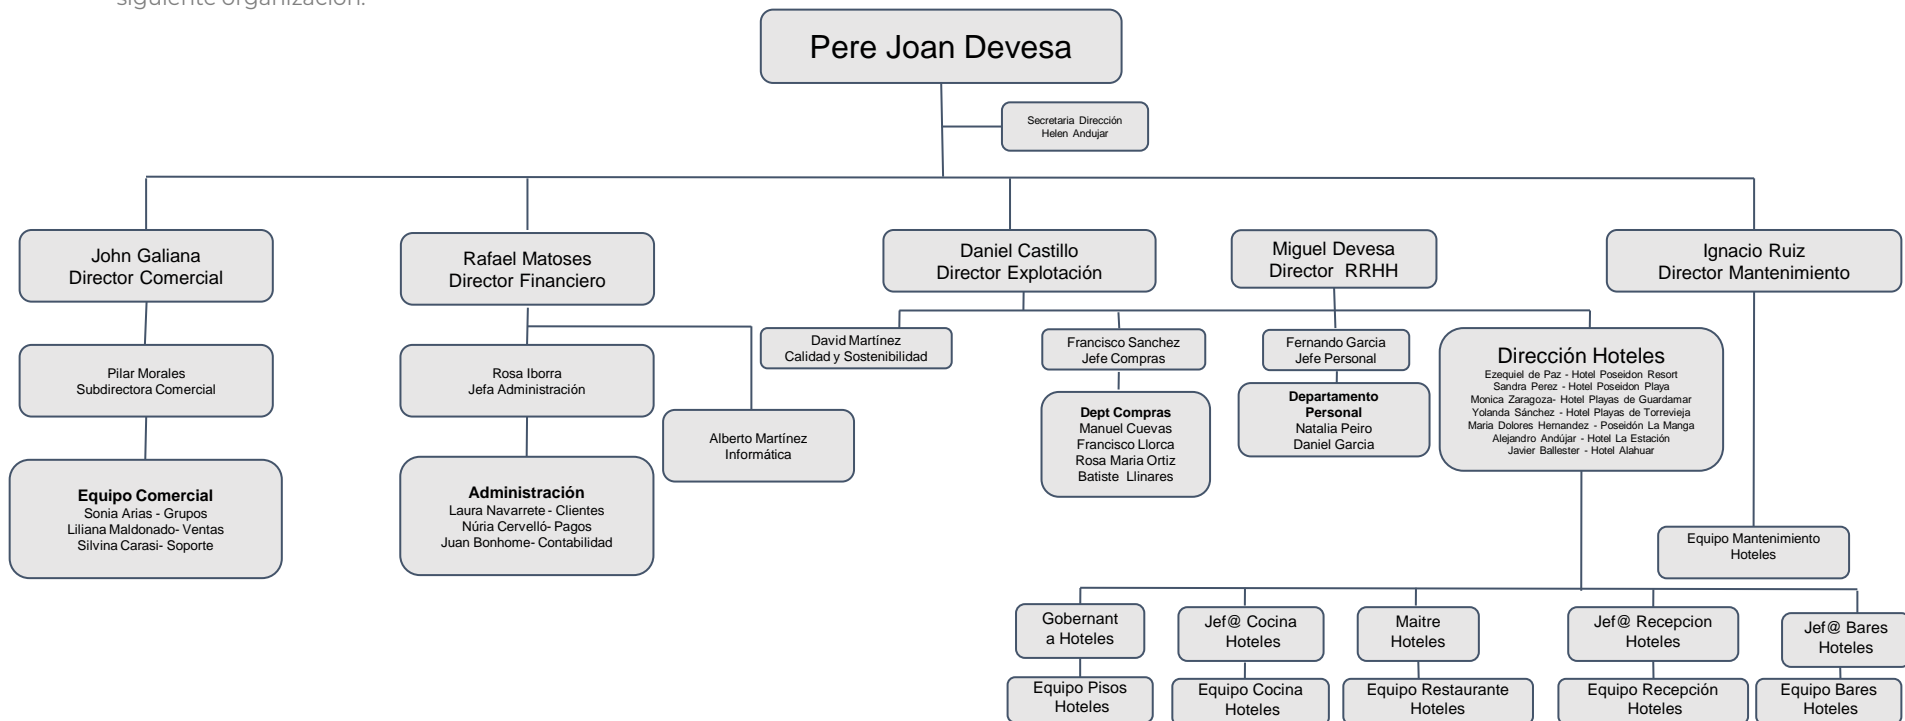 siguiente organización:
Pere Joan Devesa
Secretaria Dirección
Helen Andujar
John Galiana
Director Comercial
Rafael Matoses
Director Financiero
Daniel Castillo
Director Explotación
Miguel Devesa
Director RRHH
Ignacio Ruiz
Director Mantenimiento
Pilar Morales
Subdirectora Comercial
Rosa Iborra
Jefa Administración
David Martínez
Calidad y Sostenibilidad
Francisco Sanchez
Jefe Compras
Fernando Garcia
Jefe Personal
Dirección Hoteles
Ezequiel de Paz - Hotel Poseidon Resort
Sandra Perez - Hotel Poseidon Playa
Monica Zaragoza- Hotel Playas de Guardamar
Yolanda Sánchez - Hotel Playas de Torrevieja
Maria Dolores Hernandez - Poseidón La Manga
Alejandro Andújar - Hotel La Estación
Javier Ballester - Hotel Alahuar
Alberto Martínez
Informática
Dept Compras
Manuel Cuevas
Francisco Llorca
Rosa Maria Ortiz
Batiste Llinares
Departamento
Personal
Natalia Peiro
Daniel Garcia
Equipo Comercial
Sonia Arias - Grupos
Liliana Maldonado- Ventas
Silvina Carasi- Soporte
Administración
Laura Navarrete - Clientes
Núria Cervelló- Pagos
Juan Bonhome- Contabilidad
Equipo Mantenimiento
Hoteles
Gobernant
a Hoteles
Jef@ Cocina
Hoteles
Maitre
Hoteles
Jef@ Recepcion
Hoteles
Jef@ Bares
Hoteles
Equipo Pisos
Hoteles
Equipo Cocina
Hoteles
Equipo Restaurante
Hoteles
Equipo Recepción
Hoteles
Equipo Bares
Hoteles